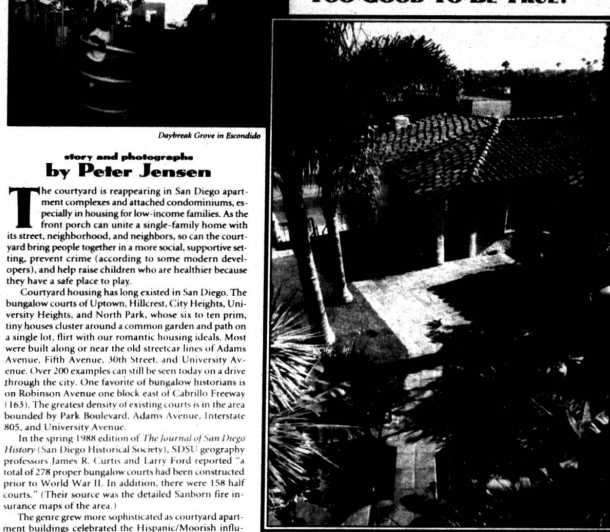 TOO GOOD TO BE TRUE?
Daybreak Grove in Escondido
story and photographs
by Peter Jensen
The courtyard is reappearing in San Diego apart-
ment complexes and attached condominiums, es-
pecially in housing for low-income families. As the
front porch can unite a single-family home with
its street, neighborhood, and neighbors, so can the court-
yard bring people together in a more social, supportive set-
ting, prevent crime (according to some modern devel-
opers), and help raise children who are healthier because
they have a safe place to play.
Courtyard housing has long existed in San Diego. The
bungalow courts of Uptown, Hillcrest, City Heights, Uni-
versity Heights, and North Park, whose six to ten prim,
tiny houses cluster around a common garden and path on
a single lot, flirt with our romantic housing ideals. Most
were built along or near the old streetcar lines of Adams
Avenue, Fifth Avenue, 30th Street, and University Av-
enue. Over 200 examples can still be seen today on a drive
through the city. One favorite of bungalow historians is
on Robinson Avenue one block east of Cabrillo Freeway
(163). The greatest density of existing courts is in the area
bounded by Park Boulevard, Adams Avenue, Interstate
805, and University Avenue.
In the spring 1988 edition of The Journal of San Diego
History (San Diego Historical Society), SDSU geography
professors James R. Curtis and Larry Ford reported "a
total of 278 proper bungalow courts had been constructed
prior to World War II. In addition, there were 158 half
courts." (Their source was the detailed Sanborn fire in-
surance maps of the area.)
The genre grew more sophisticated as courtyard apart-
ment buildings celebrated the Hispanic/Moorish influ-